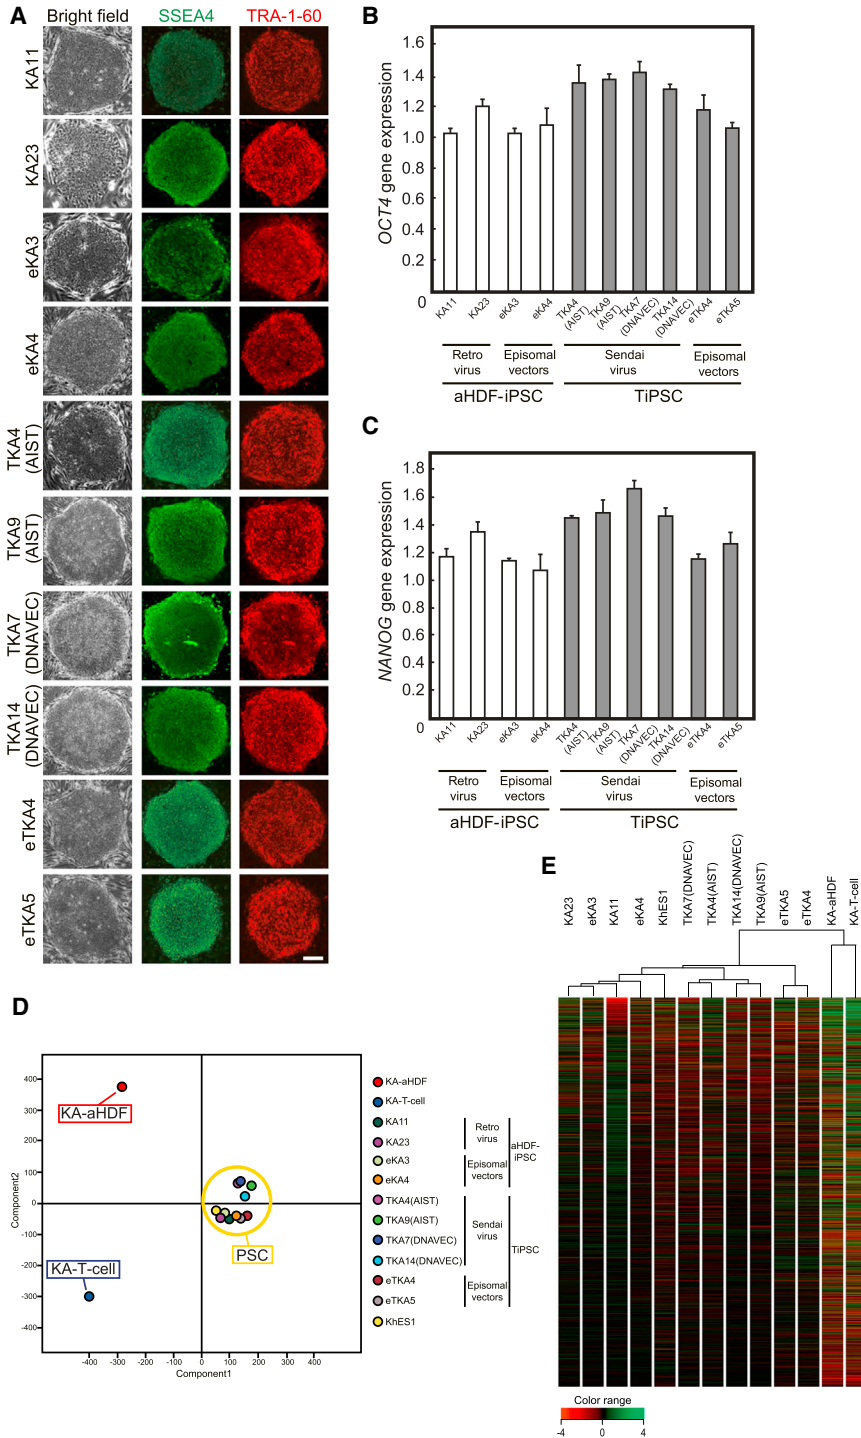 A
Bright field SSEA4 TRA-1-60
KA11
KA23
eKA3
eKA4
TKA4
(AIST)
TKA9
(AIST)
TKA7
(DNAVEC)
TKA14
(DNAVEC)
eTKA4
eTKA5
B
OCT4 gene expression
1.6
1.4
1.2
1.0
0.8
0.6
0.4
0.2
0
KA11 KA23 eKA3 eKA4 TKA4 (AIST) TKA9 (AIST) TKA7 (DNAVEC) TKA14 (DNAVEC) eTKA4 eTKA5
Retro virus Episomal vectors Sendai virus Episomal vectors
aHDF-iPSC TiPSC
C
NANOG gene expression
1.8
1.6
1.4
1.2
1.0
0.8
0.6
0.4
0.2
0
KA11 KA23 eKA3 eKA4 TKA4 (AIST) TKA9 (AIST) TKA7 (DNAVEC) TKA14 (DNAVEC) eTKA4 eTKA5
Retro virus Episomal vectors Sendai virus Episomal vectors
aHDF-iPSC TiPSC
D
Component2
400
300
200
100
0
-100
-200
-300
-400
KA-aHDF
KA-T-cell
PSC
-400 -300 -200 -100 0 100 200 300 400
Component1
KA-aHDF
KA-T-cell
KA11
KA23
eKA3
eKA4
TKA4(AIST)
TKA9(AIST)
TKA7(DNAVEC)
TKA14(DNAVEC)
eTKA4
eTKA5
KhES1
Retro
virus
Episomal
vectors
aHDF-
iPSC
Sendai
virus
Episomal
vectors
TiPSC
E
KA23 eKA3 KA11 eKA4 KhES1 TKA7(DNAVEC) TKA4(AIST) TKA14(DNAVEC) TKA9(AIST) eTKA5 eTKA4 KA-aHDF KA-T-cell
Color range
-4 0 4